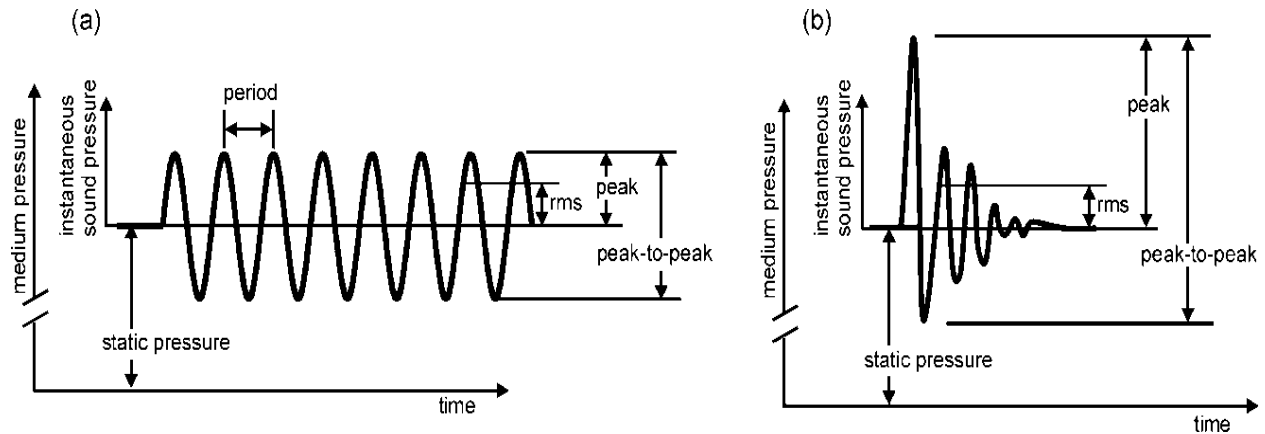 (a)
medium pressure
instantaneous
sound pressure
period
peak
rms
peak-to-peak
static pressure
time
(b)
medium pressure
instantaneous
sound pressure
peak
rms
peak-to-peak
static pressure
time